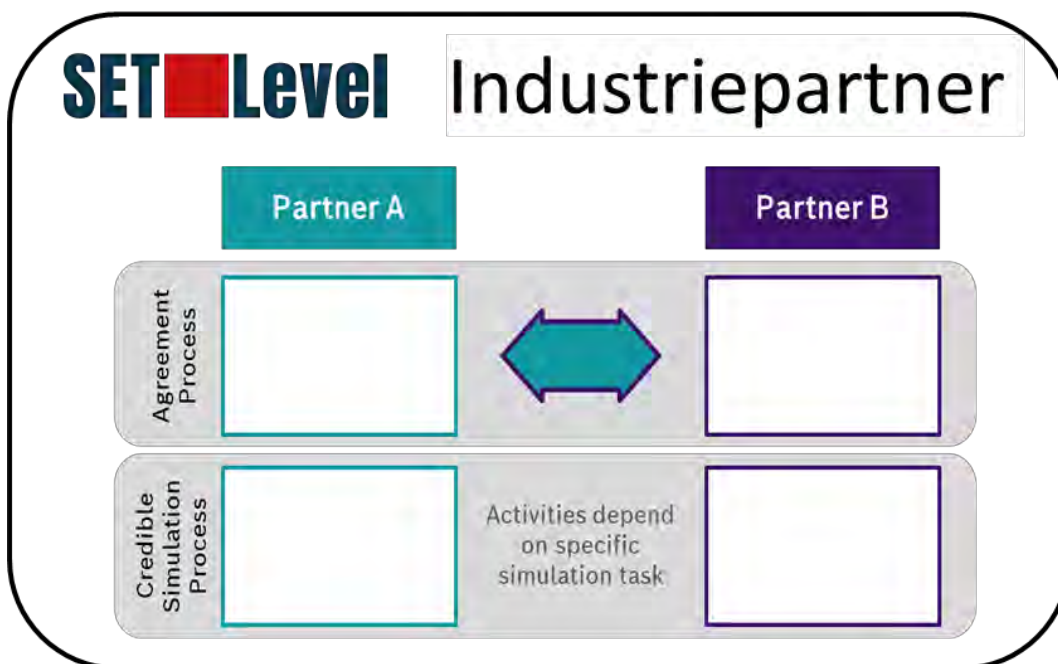 SET Level Industriepartner
Partner A
Partner B
Agreement
Process
Credible
Simulation
Process
Activities depend
on specific
simulation task